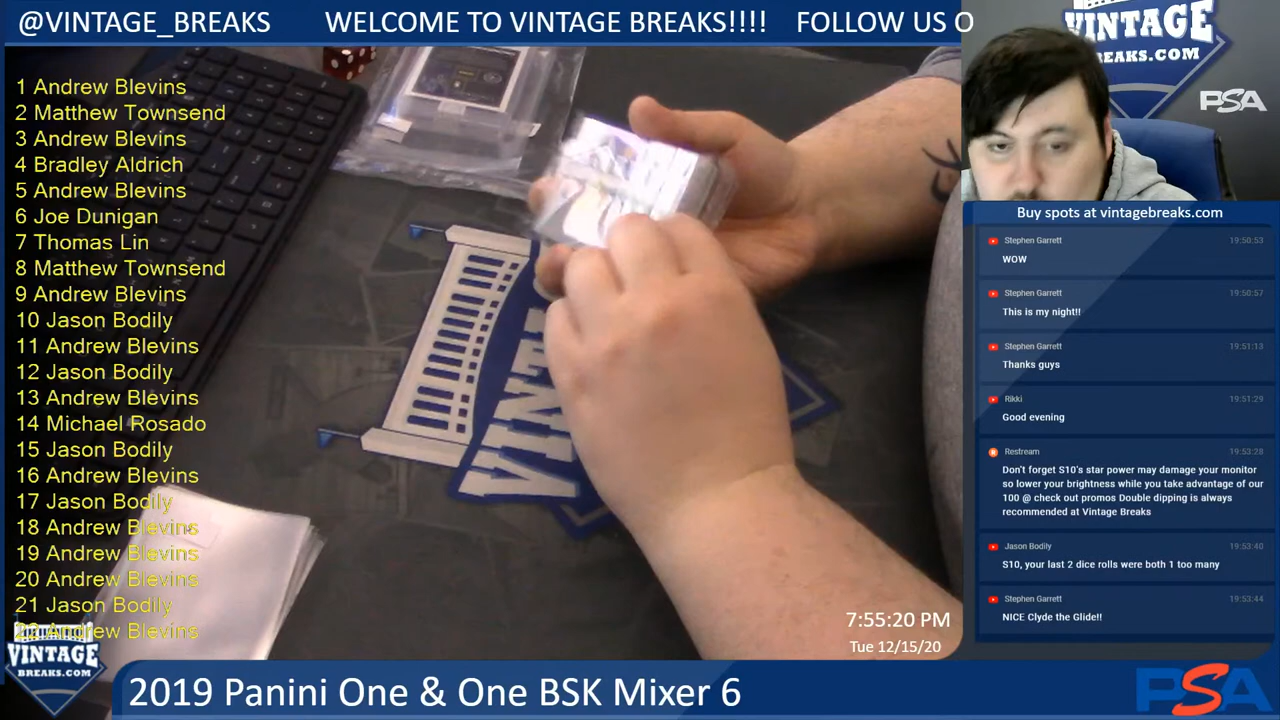 @VINTAGE_BREAKS WELCOME TO VINTAGE BREAKS!!!! FOLLOW US O
VINTAGE
BREAKS.COM
PSA
1 Andrew Blevins
2 Matthew Townsend
3 Andrew Blevins
4 Bradley Aldrich
5 Andrew Blevins
6 Joe Dunigan
7 Thomas Lin
8 Matthew Townsend
9 Andrew Blevins
10 Jason Bodily
11 Andrew Blevins
12 Jason Bodily
13 Andrew Blevins
14 Michael Rosado
15 Jason Bodily
16 Andrew Blevins
17 Jason Bodily
18 Andrew Blevins
19 Andrew Blevins
20 Andrew Blevins
21 Jason Bodily
22 Andrew Blevins
Buy spots at vintagebreaks.com
Stephen Garrett 19:50:53
WOW
Stephen Garrett 19:50:57
This is my night!!
Stephen Garrett 19:51:13
Thanks guys
Rikki 19:51:29
Good evening
Restream 19:53:28
Don't forget S10's star power may damage your monitor
so lower your brightness while you take advantage of our
100 @ check out promos Double dipping is always
recommended at Vintage Breaks
Jason Bodily 19:53:40
S10, your last 2 dice rolls were both 1 too many
Stephen Garrett 19:53:44
NICE Clyde the Glide!!
7:55:20 PM
Tue 12/15/20
VINTAGE
BREAKS.COM
2019 Panini One & One BSK Mixer 6
PSA